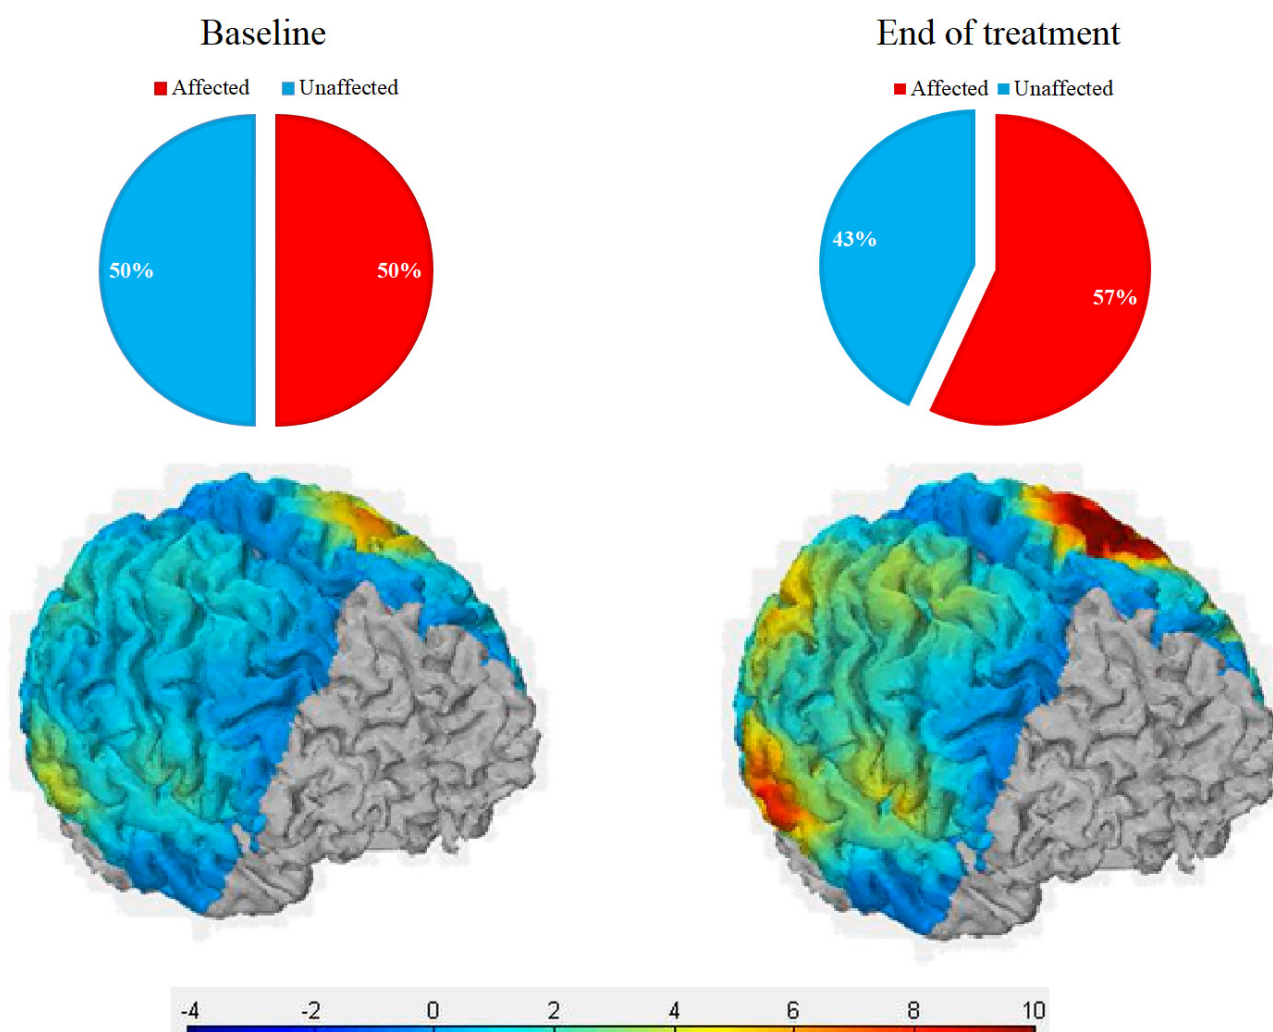 Baseline
End of treatment
Affected Unaffected
Affected Unaffected
50%
50%
43%
57%
-4 -2 0 2 4 6 8 10